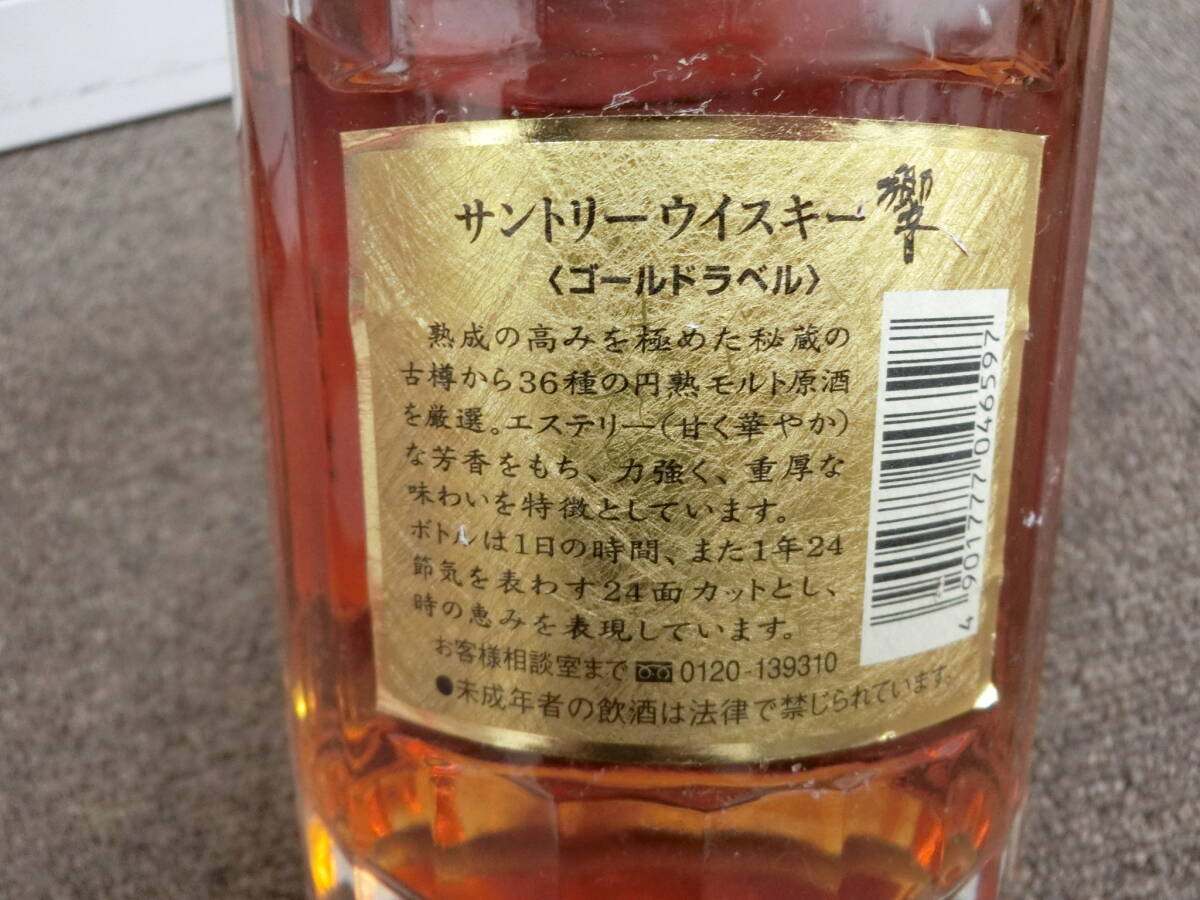 サントリーウイスキー 響
〈ゴールドラベル〉
熟成の高みを極めた秘蔵の
古樽から36種の円熟モルト原酒
を厳選。エステリー(甘く華やか)
な芳香をもち、力強く、重厚な
味わいを特徴としています。
ボトルは1日の時間、また1年24
節気を表わす24面カットとし、
時の恵みを表現しています。
お客様相談室まで 0120-139310
●未成年者の飲酒は法律で禁じられています。
4 901777 046597